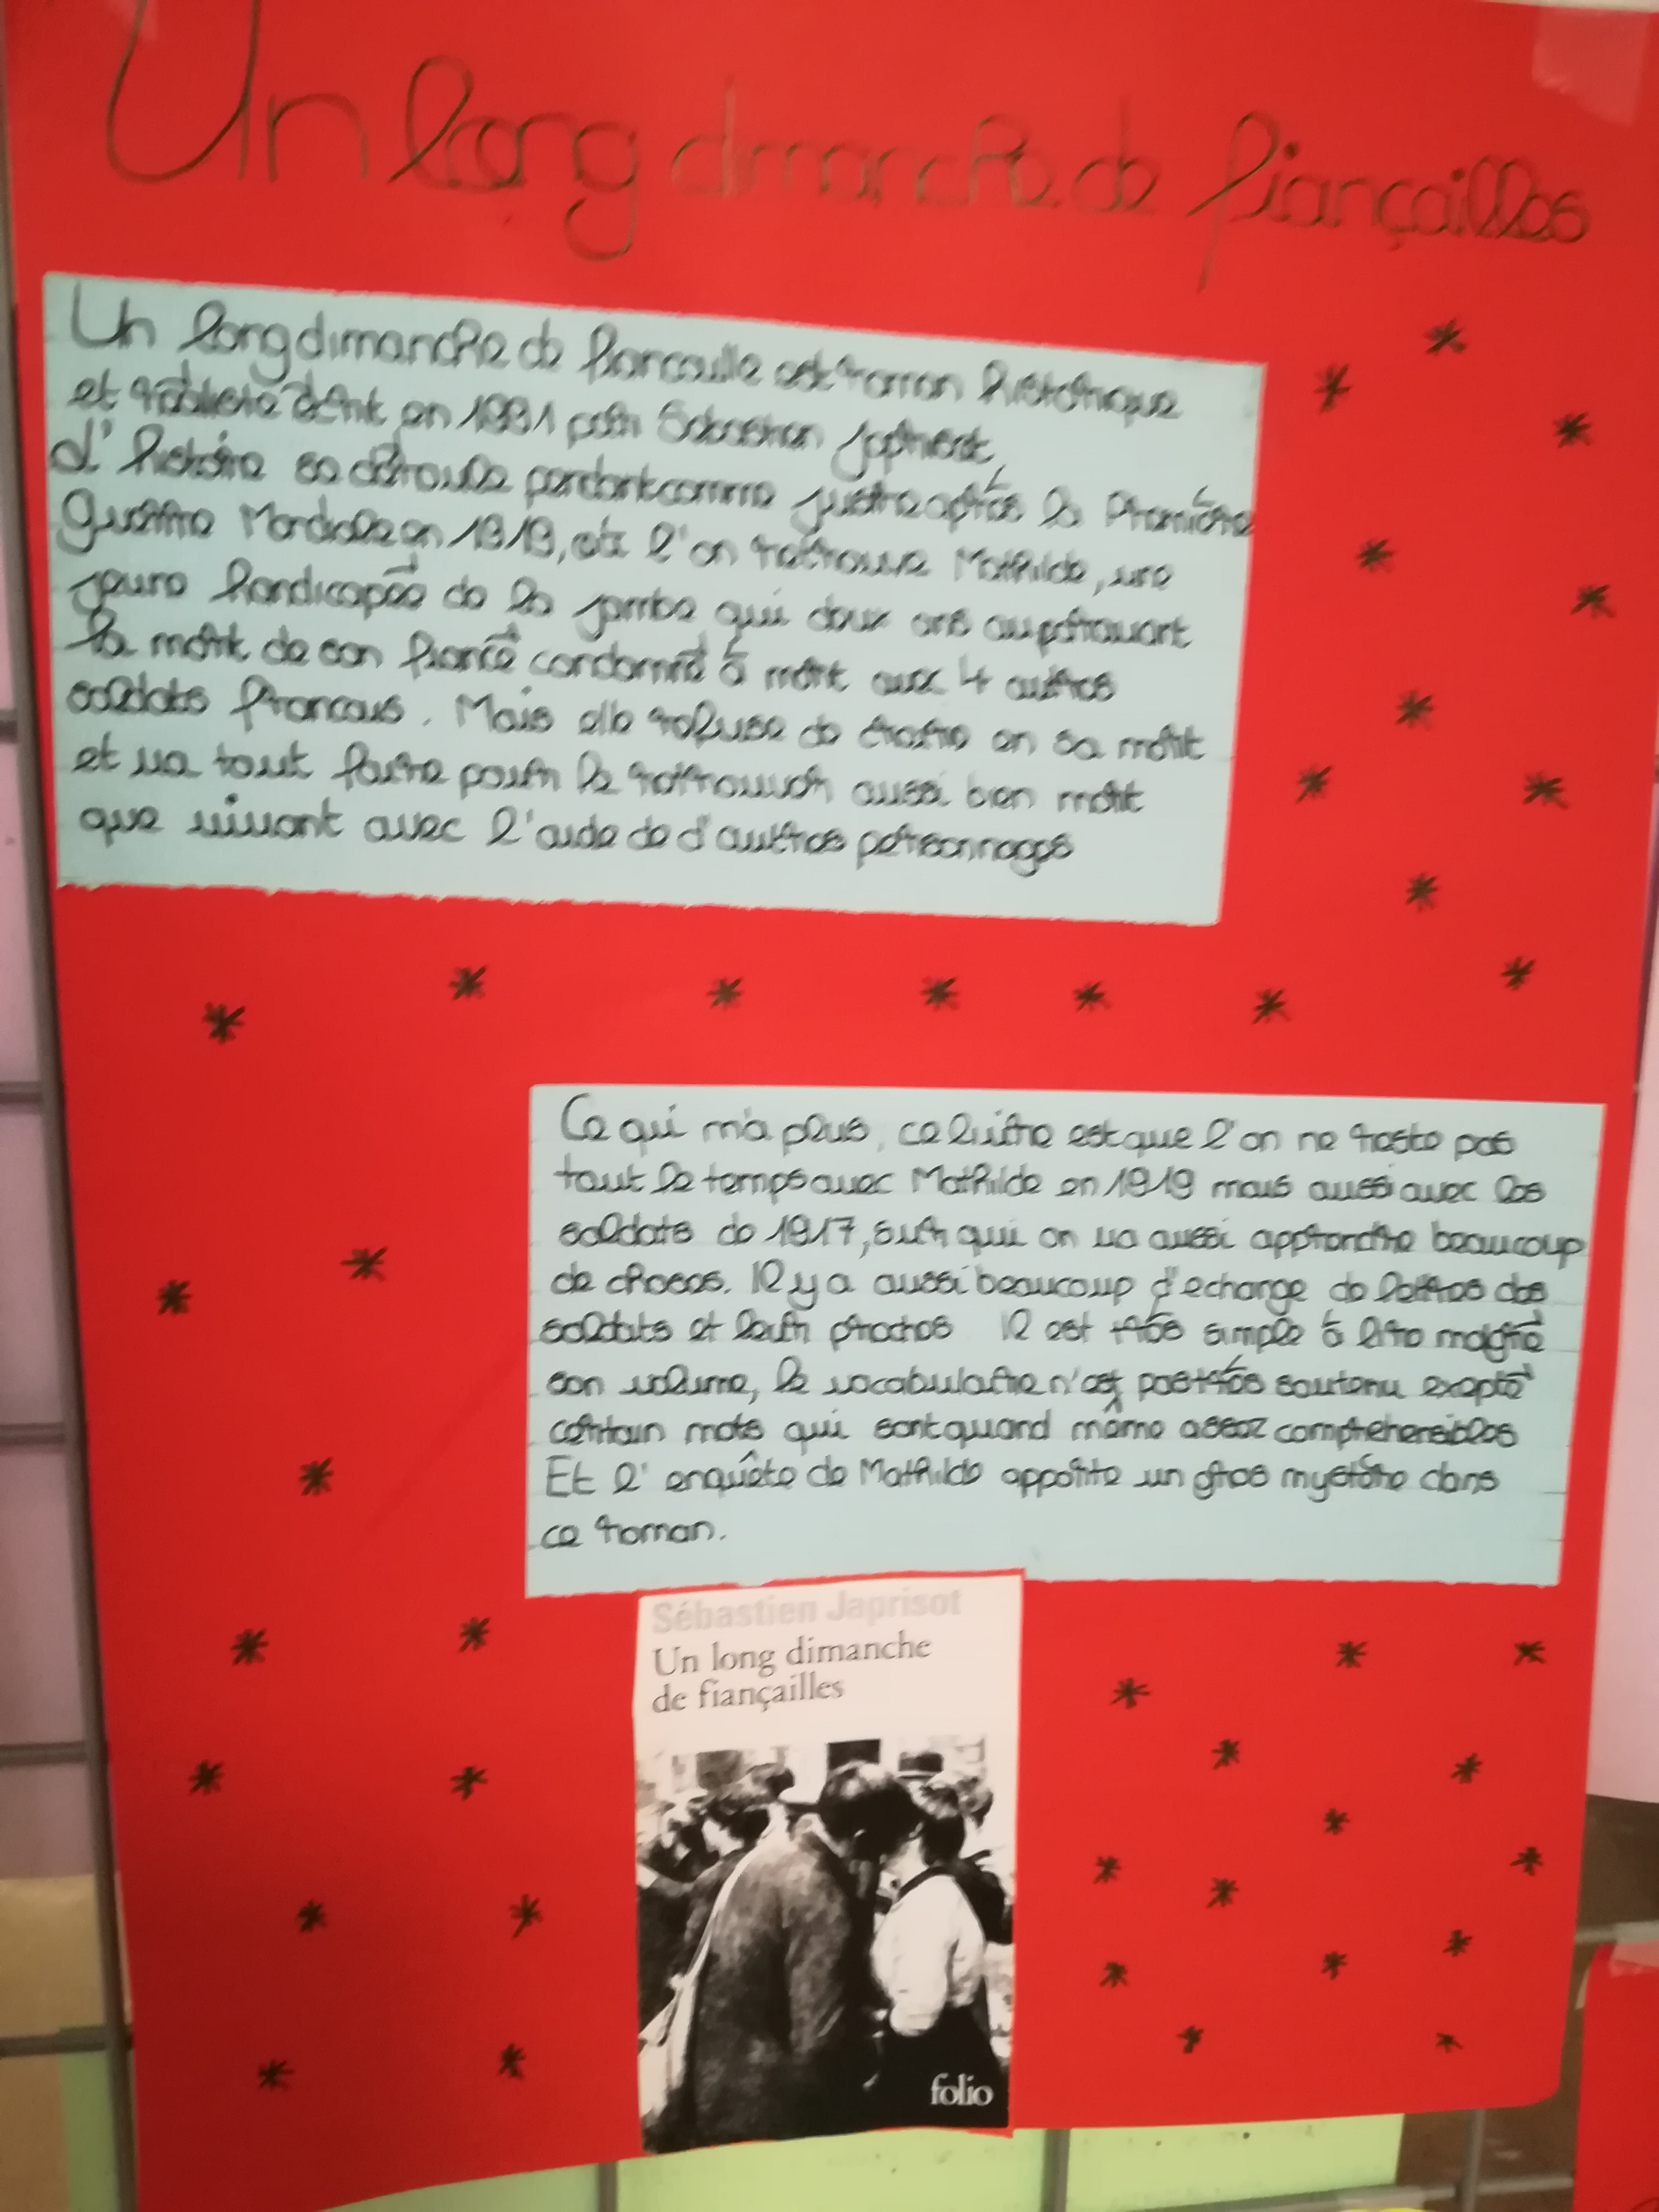 Un long dimanche de fiançailles
Un long dimanche de fiancaille est roman historique
et réaliste écrit en 1991 par Sébastien Japrisot
L'histoire se déroule pendant comme juste après la Première
Guerre Mondiale en 1919, où l'on retrouve Mathilde, une
jeune handicapée de la jambe qui deux ans auparavant
la mort de son fiancé condamné à mort avec 4 autres
soldats francais. Mais elle refuse de croire en sa mort
et va tout faire pour le retrouver aussi bien mort
que vivant avec l'aide de d'autres personnages
Ce qui m'a plus, ce livre est que l'on ne reste pas
tout le temps avec Mathilde en 1919 mais aussi avec les
soldats de 1917, sur qui on va aussi apprendre beaucoup
de choses. Il y a aussi beaucoup d'echange de lettres des
soldats et leur proches Il est très simple à lire malgré
son volume, le vocabulaire n'est pas très soutenu exepté
certain mots qui sont quand même assez compréhensibles
Et l'enquête de Mathilde apporte un gros mystère dans
ce roman.
Sébastien Japrisot
Un long dimanche
de fiançailles
folio